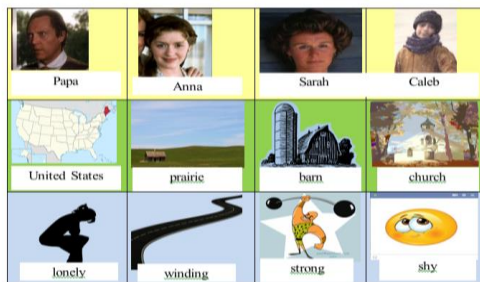 Papa
Anna
Sarah
Caleb
United States
prairie
barn
church
lonely
winding
strong
shy